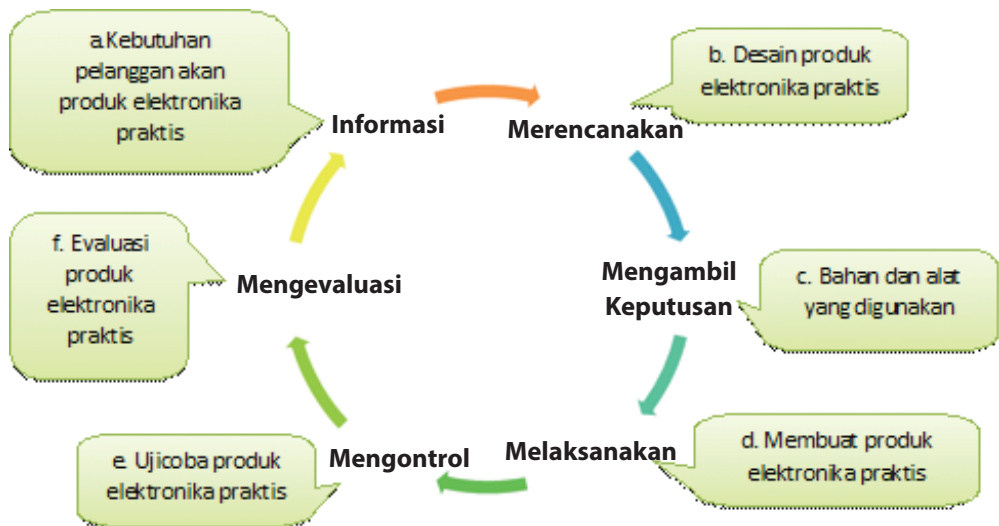 a.Kebutuhan
pelanggan akan
produk elektronika
praktis
Informasi
Merencanakan
b. Desain produk
elektronika praktis
Mengambil
Keputusan
c. Bahan dan alat
yang digunakan
Melaksanakan
d. Membuat produk
elektronika praktis
Mengontrol
e. Ujicoba produk
elektronika praktis
Mengevaluasi
f. Evaluasi
produk
elektronika
praktis